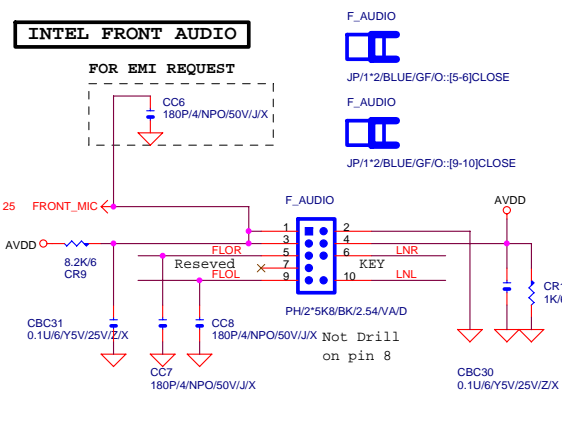 INTEL FRONT AUDIO
F_AUDIO
JP/1*2/BLUE/GF/O::[5-6]CLOSE
FOR EMI REQUEST
CC6
180P/4/NPO/50V/J/X
F_AUDIO
JP/1*2/BLUE/GF/O::[9-10]CLOSE
25 FRONT_MIC
F_AUDIO
AVDD
1 2
3 4
5 6
7
9 10
AVDD
8.2K/6
CR9
FLOR
Reseved
FLOL
LNR
KEY
LNL
PH/2*5K8/BK/2.54/VA/D
Not Drill
on pin 8
CBC31
0.1U/6/Y5V/25V/Z/X
CC8
180P/4/NPO/50V/J/X
CC7
180P/4/NPO/50V/J/X
CBC30
0.1U/6/Y5V/25V/Z/X